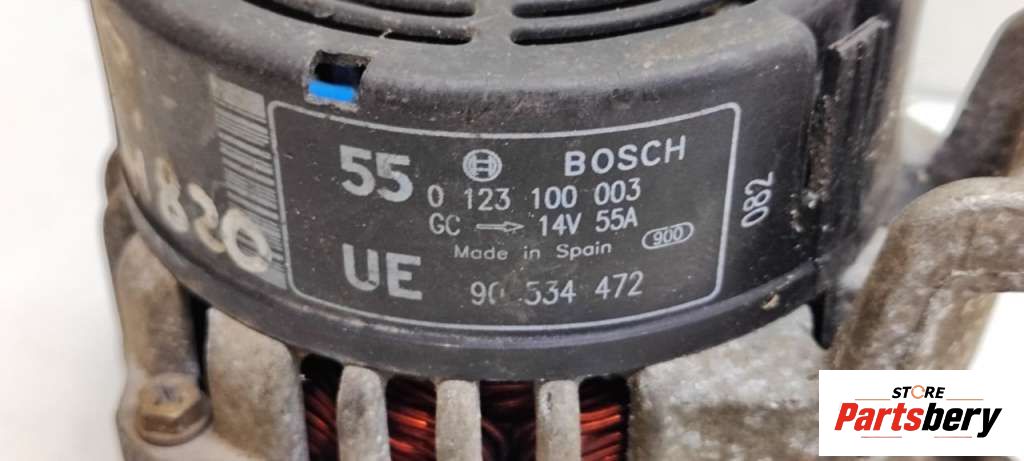 55
BOSCH
0 123 100 003
GC 14V 55A
Made in Spain
900
UE
534 472
082
STORE
Partsbery